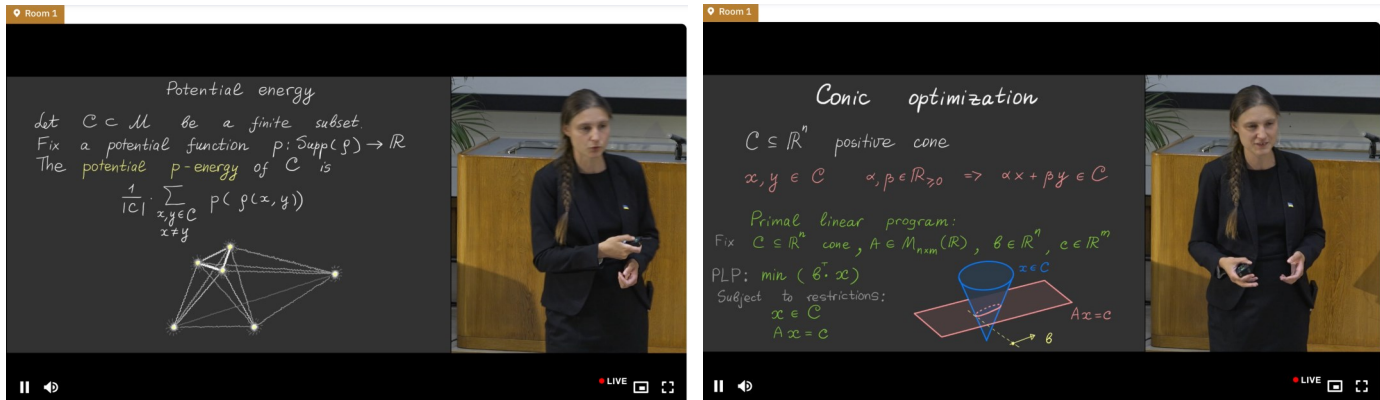 Room 1
Potential energy
Let C ⊂ M be a finite subset.
Fix a potential function p: Supp(ρ) → ℝ
The potential p-energy of C is
1/|C| · ∑ p(ρ(x,y))
x,y∈C
x≠y
LIVE
Room 1
Conic optimization
C ⊆ ℝⁿ positive cone
x, y ∈ C α, β ∈ ℝ≥0 => αx + βy ∈ C
Primal linear program:
Fix C ⊆ ℝⁿ cone, A ∈ Mₙₓₘ(ℝ), b ∈ ℝⁿ, c ∈ ℝᵐ
PLP: min (bᵀ· x)
Subject to restrictions:
x ∈ C
Ax = c
x ∈ C
Ax = c
b
LIVE